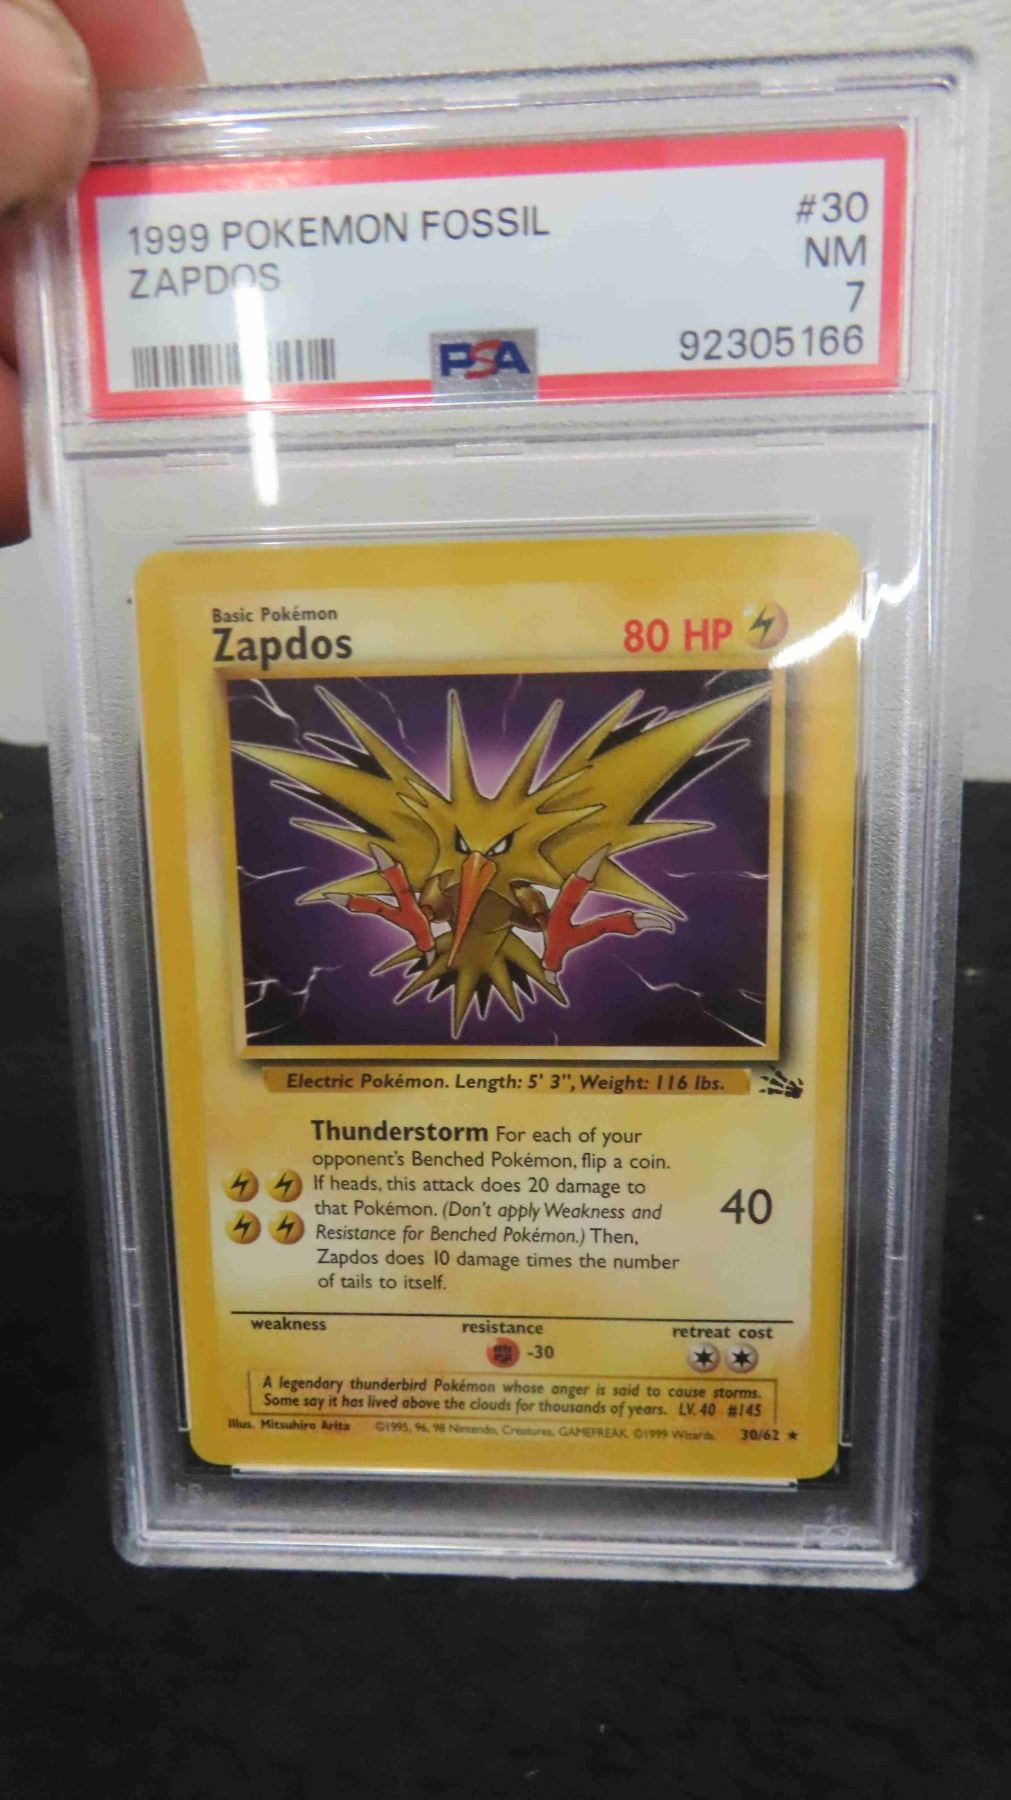 1999 POKEMON FOSSIL #30
ZAPDOS NM
7
PSA 92305166
Basic Pokémon
Zapdos 80 HP
Electric Pokémon. Length: 5' 3", Weight: 116 lbs.
Thunderstorm For each of your
opponent's Benched Pokémon, flip a coin.
If heads, this attack does 20 damage to
that Pokémon. (Don't apply Weakness and
Resistance for Benched Pokémon.) Then,
Zapdos does 10 damage times the number
of tails to itself.
40
weakness resistance retreat cost
-30
A legendary thunderbird Pokémon whose anger is said to cause storms.
Some say it has lived above the clouds for thousands of years. LV. 40 #145
Illus. Mitsuhiro Arita ©1995, 96, 98 Nintendo, Creatures, GAMEFREAK. ©1999 Wizards. 30/62 ★